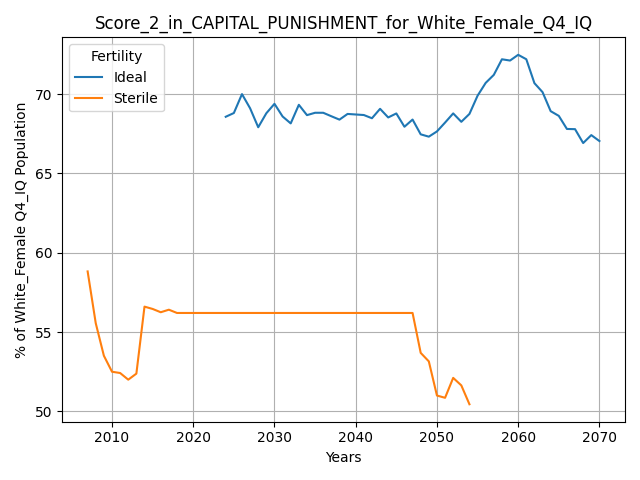 Score_2_in_CAPITAL_PUNISHMENT_for_White_Female_Q4_IQ
Fertility
Ideal
Sterile
% of White_Female Q4_IQ Population
70
65
60
55
50
2010 2020 2030 2040 2050 2060 2070
Years